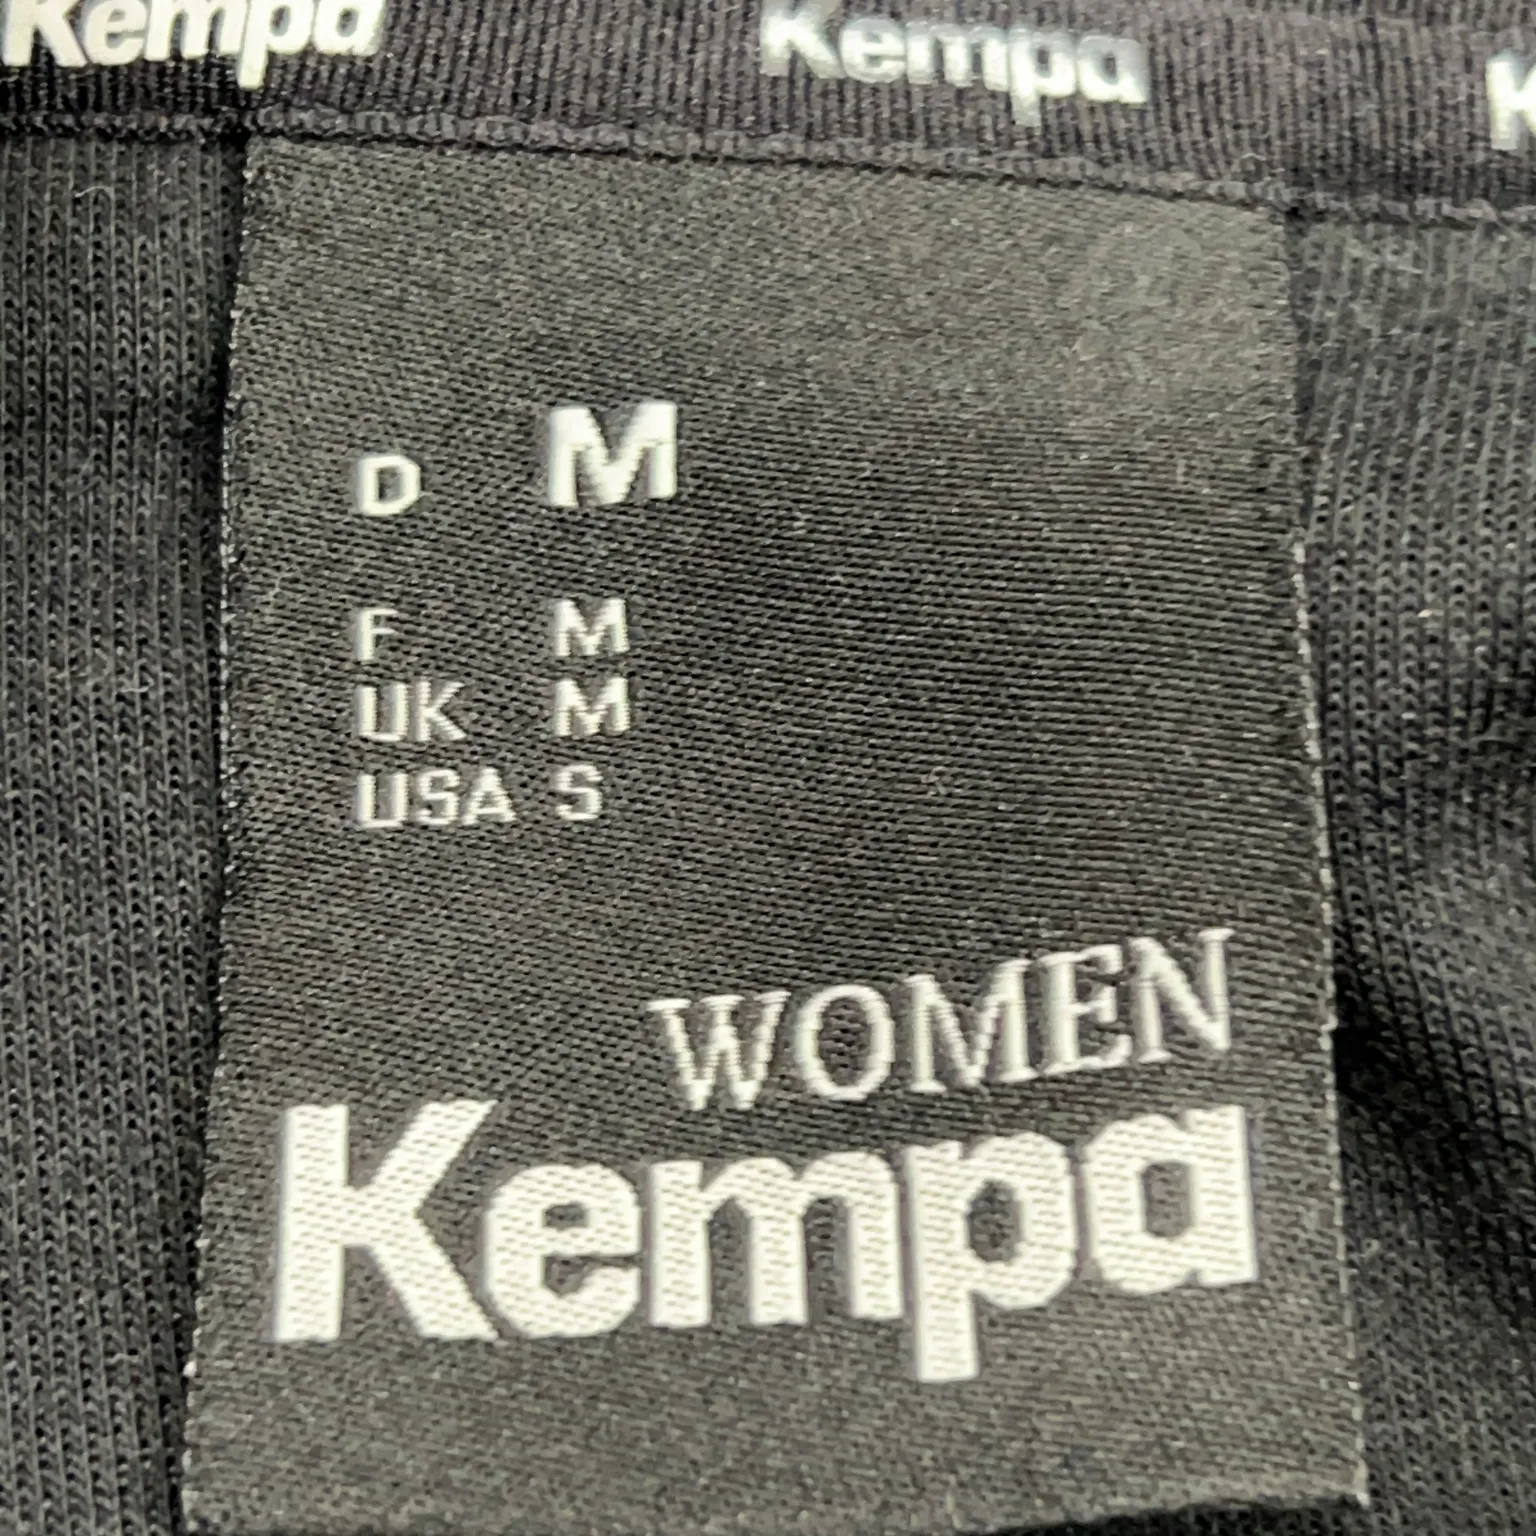 Kempa Kempa K
D M
F M
UK M
USA S
WOMEN
Kempa